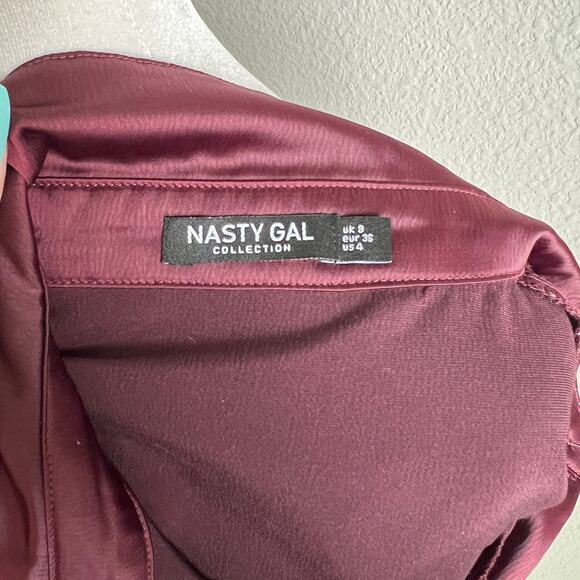 NASTY GAL
COLLECTION
uk 8
eur 36
us 4